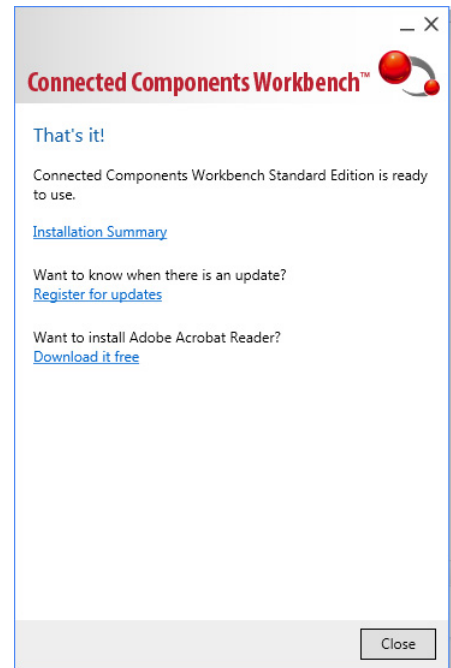 Connected Components Workbench™
That's it!
Connected Components Workbench Standard Edition is ready
to use.
Installation Summary
Want to know when there is an update?
Register for updates
Want to install Adobe Acrobat Reader?
Download it free
Close